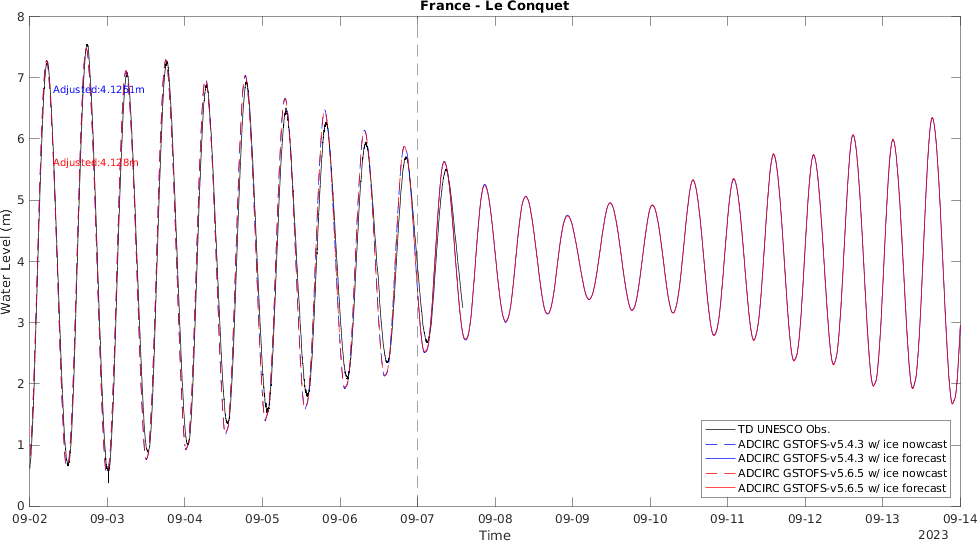 France - Le Conquet
8
7
6
5
4
3
2
1
0
Water Level (m)
Adjusted:4.1251m
Adjusted:4.128m
TD UNESCO Obs.
ADCIRC GSTOFS-v5.4.3 w/ ice nowcast
ADCIRC GSTOFS-v5.4.3 w/ ice forecast
ADCIRC GSTOFS-v5.6.5 w/ ice nowcast
ADCIRC GSTOFS-v5.6.5 w/ ice forecast
09-02 09-03 09-04 09-05 09-06 09-07 09-08 09-09 09-10 09-11 09-12 09-13 09-14
Time
2023